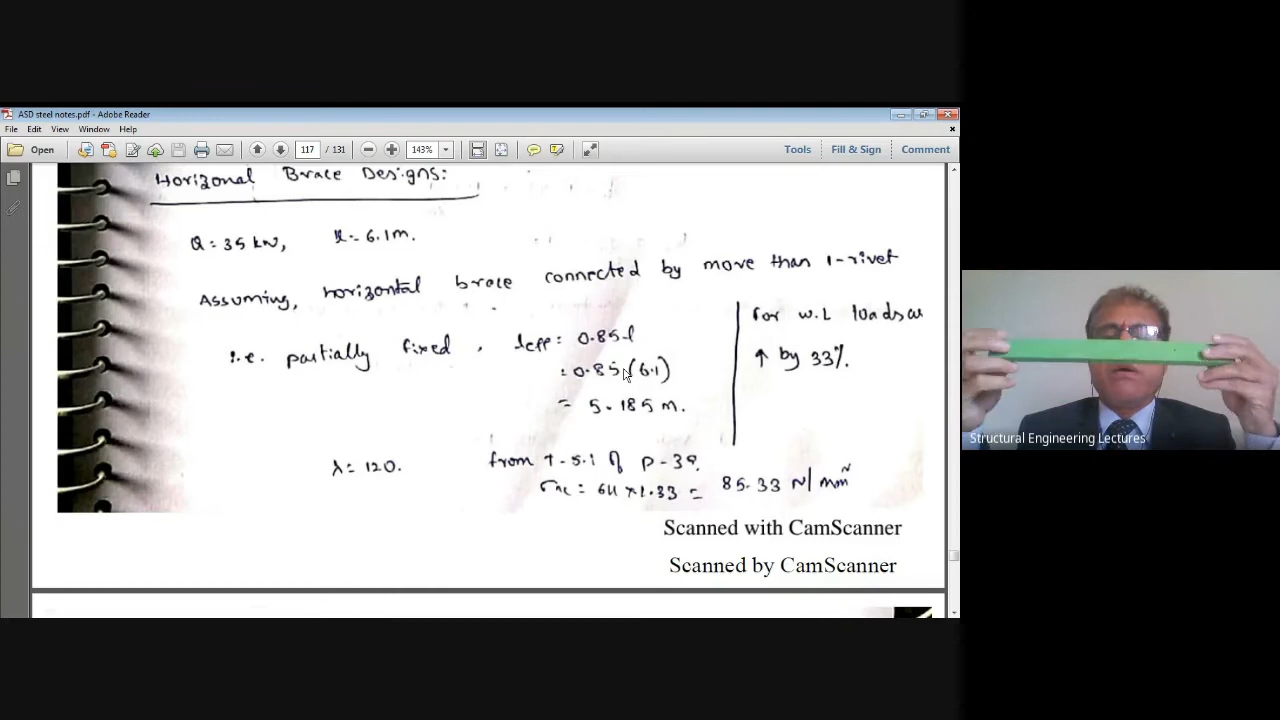 ASD steel notes.pdf - Adobe Reader
File Edit View Window Help
Open 117 / 131 143% Tools Fill & Sign Comment
Horizonal Brace Designs:
Q = 35 kN, l = 6.1m.
Assuming, horizontal brace connected by more than 1-rivet
i.e. partially fixed, leff = 0.85l
= 0.85(6.1)
= 5.185 m.
for W.L loads
↑ by 33%.
λ = 120. from T-5.1 of P-39.
σac = 64 × 1.33 = 85.33 N/mm²
Scanned with CamScanner
Scanned by CamScanner
Structural Engineering Lectures